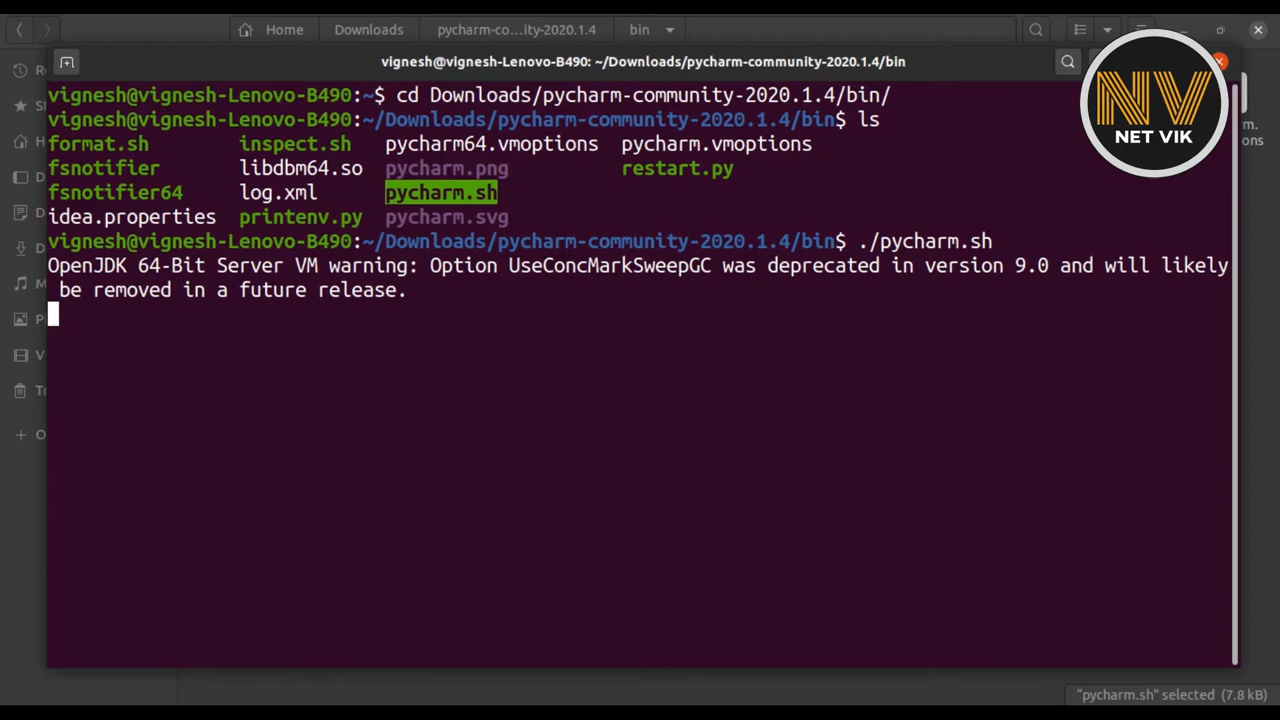 Home Downloads pycharm-co…ity-2020.1.4 bin
vignesh@vignesh-Lenovo-B490: ~/Downloads/pycharm-community-2020.1.4/bin
NV
NET VIK
vignesh@vignesh-Lenovo-B490:~$ cd Downloads/pycharm-community-2020.1.4/bin/
vignesh@vignesh-Lenovo-B490:~/Downloads/pycharm-community-2020.1.4/bin$ ls
format.sh inspect.sh pycharm64.vmoptions pycharm.vmoptions
fsnotifier libdbm64.so pycharm.png restart.py
fsnotifier64 log.xml pycharm.sh
idea.properties printenv.py pycharm.svg
vignesh@vignesh-Lenovo-B490:~/Downloads/pycharm-community-2020.1.4/bin$ ./pycharm.sh
OpenJDK 64-Bit Server VM warning: Option UseConcMarkSweepGC was deprecated in version 9.0 and will likely
be removed in a future release.
"pycharm.sh" selected (7.8 kB)